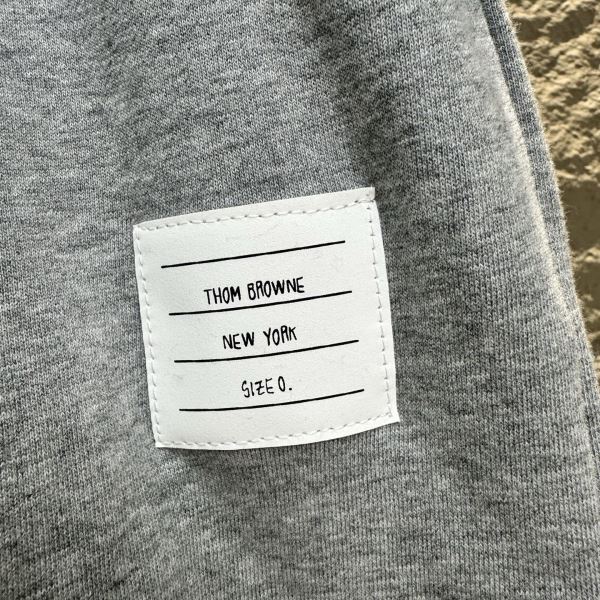 THOM BROWNE
NEW YORK
SIZE 0.